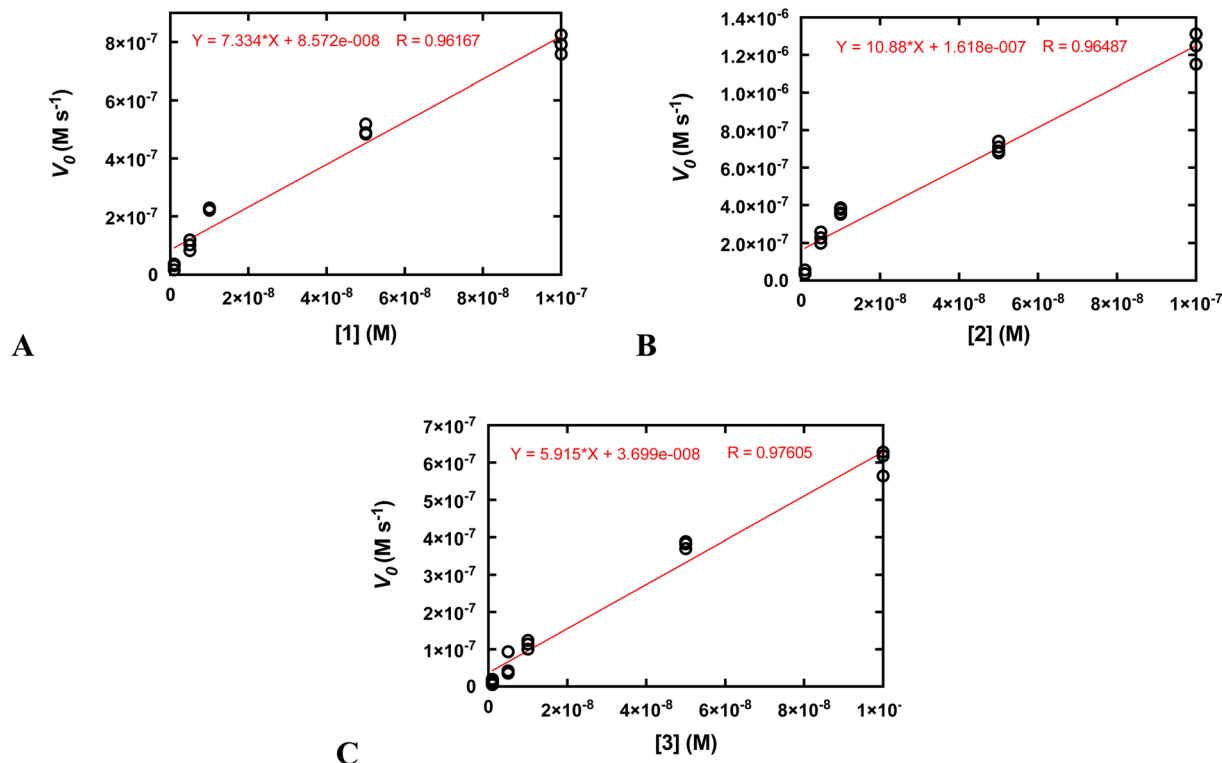 Y = 7.334*X + 8.572e-008 R = 0.96167
8×10⁻⁷
6×10⁻⁷
4×10⁻⁷
2×10⁻⁷
0
V₀ (M s⁻¹)
0 2×10⁻⁸ 4×10⁻⁸ 6×10⁻⁸ 8×10⁻⁸ 1×10⁻⁷
[1] (M)
A
Y = 10.88*X + 1.618e-007 R = 0.96487
1.4×10⁻⁶
1.2×10⁻⁶
1.0×10⁻⁶
8.0×10⁻⁷
6.0×10⁻⁷
4.0×10⁻⁷
2.0×10⁻⁷
0.0
V₀ (M s⁻¹)
0 2×10⁻⁸ 4×10⁻⁸ 6×10⁻⁸ 8×10⁻⁸ 1×10⁻⁷
[2] (M)
B
Y = 5.915*X + 3.699e-008 R = 0.97605
7×10⁻⁷
6×10⁻⁷
5×10⁻⁷
4×10⁻⁷
3×10⁻⁷
2×10⁻⁷
1×10⁻⁷
0
V₀ (M s⁻¹)
0 2×10⁻⁸ 4×10⁻⁸ 6×10⁻⁸ 8×10⁻⁸ 1×10⁻
[3] (M)
C